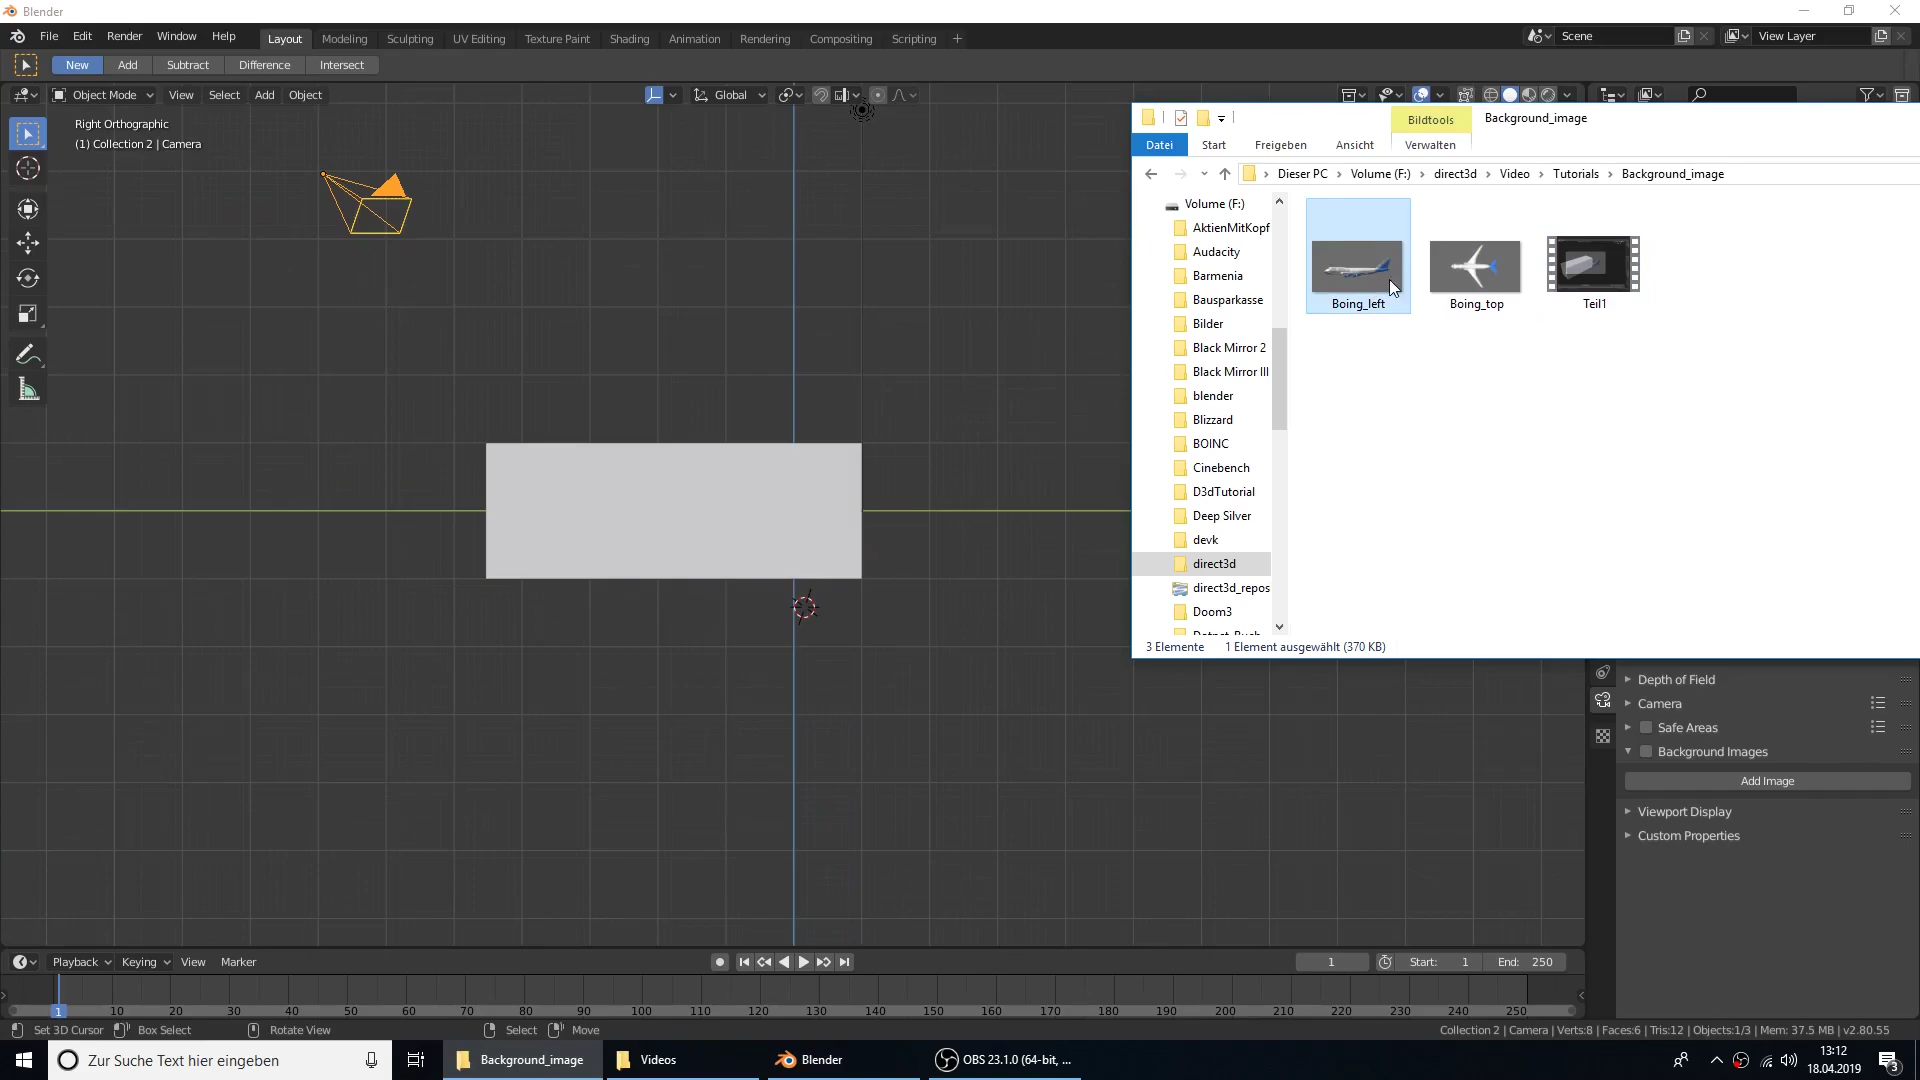 Blender
File Edit Render Window Help Layout Modeling Sculpting UV Editing Texture Paint Shading Animation Rendering Compositing Scripting Scene View Layer
New Add Subtract Difference Intersect
Object Mode View Select Add Object Global
Right Orthographic
(1) Collection 2 | Camera
Bildtools Background_image
Datei Start Freigeben Ansicht Verwalten
Dieser PC Volume (F:) direct3d Video Tutorials Background_image
Volume (F:)
AktienMitKopf
Audacity
Barmenia
Bausparkasse
Bilder
Black Mirror 2
Black Mirror III
blender
Blizzard
BOINC
Cinebench
D3dTutorial
Deep Silver
devk
direct3d
direct3d_repos
Doom3
Boing_left Boing_top Teil1
3 Elemente 1 Element ausgewählt (370 KB)
Depth of Field
Camera
Safe Areas
Background Images
Add Image
Viewport Display
Custom Properties
Playback Keying View Marker 1 Start: 1 End: 250
1 10 20 30 40 50 60 70 80 90 100 110 120 130 140 150 160 170 180 190 200 210 220 230 240 250
Set 3D Cursor Box Select Rotate View Select Move Collection 2 | Camera | Verts:8 | Faces:6 | Tris:12 | Objects:1/3 | Mem: 37.5 MB | v2.80.55
Zur Suche Text hier eingeben Background_image Videos Blender OBS 23.1.0 (64-bit, ... 13:12
18.04.2019 3